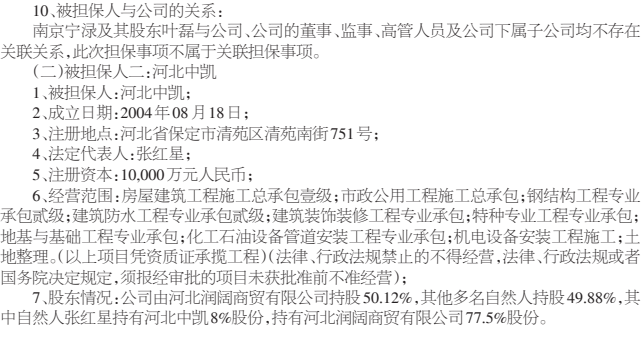 10、被担保人与公司的关系：
南京宁渌及其股东叶磊与公司、公司的董事、监事、高管人员及公司下属子公司均不存在
关联关系，此次担保事项不属于关联担保事项。
（二）被担保人二：河北中凯
1、被担保人：河北中凯；
2、成立日期：2004年08月18日；
3、注册地点：河北省保定市清苑区清苑南街751号；
4、法定代表人：张红星；
5、注册资本：10,000万元人民币；
6、经营范围：房屋建筑工程施工总承包壹级；市政公用工程施工总承包；钢结构工程专业
承包贰级；建筑防水工程专业承包贰级；建筑装饰装修工程专业承包；特种专业工程专业承包；
地基与基础工程专业承包；化工石油设备管道安装工程专业承包；机电设备安装工程施工；土
地整理。（以上项目凭资质证承揽工程）（法律、行政法规禁止的不得经营，法律、行政法规或者
国务院决定规定，须报经审批的项目未获批准前不准经营）；
7、股东情况：公司由河北润阔商贸有限公司持股50.12%，其他多名自然人持股49.88%，其
中自然人张红星持有河北中凯8%股份，持有河北润阔商贸有限公司77.5%股份。